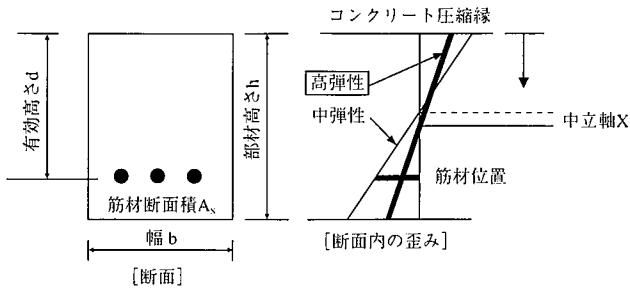 コンクリート圧縮縁
有効高さd
部材高さh
高弾性
中弾性
中立軸X
筋材位置
筋材断面積As
幅b
[断面内の歪み]
[断面]